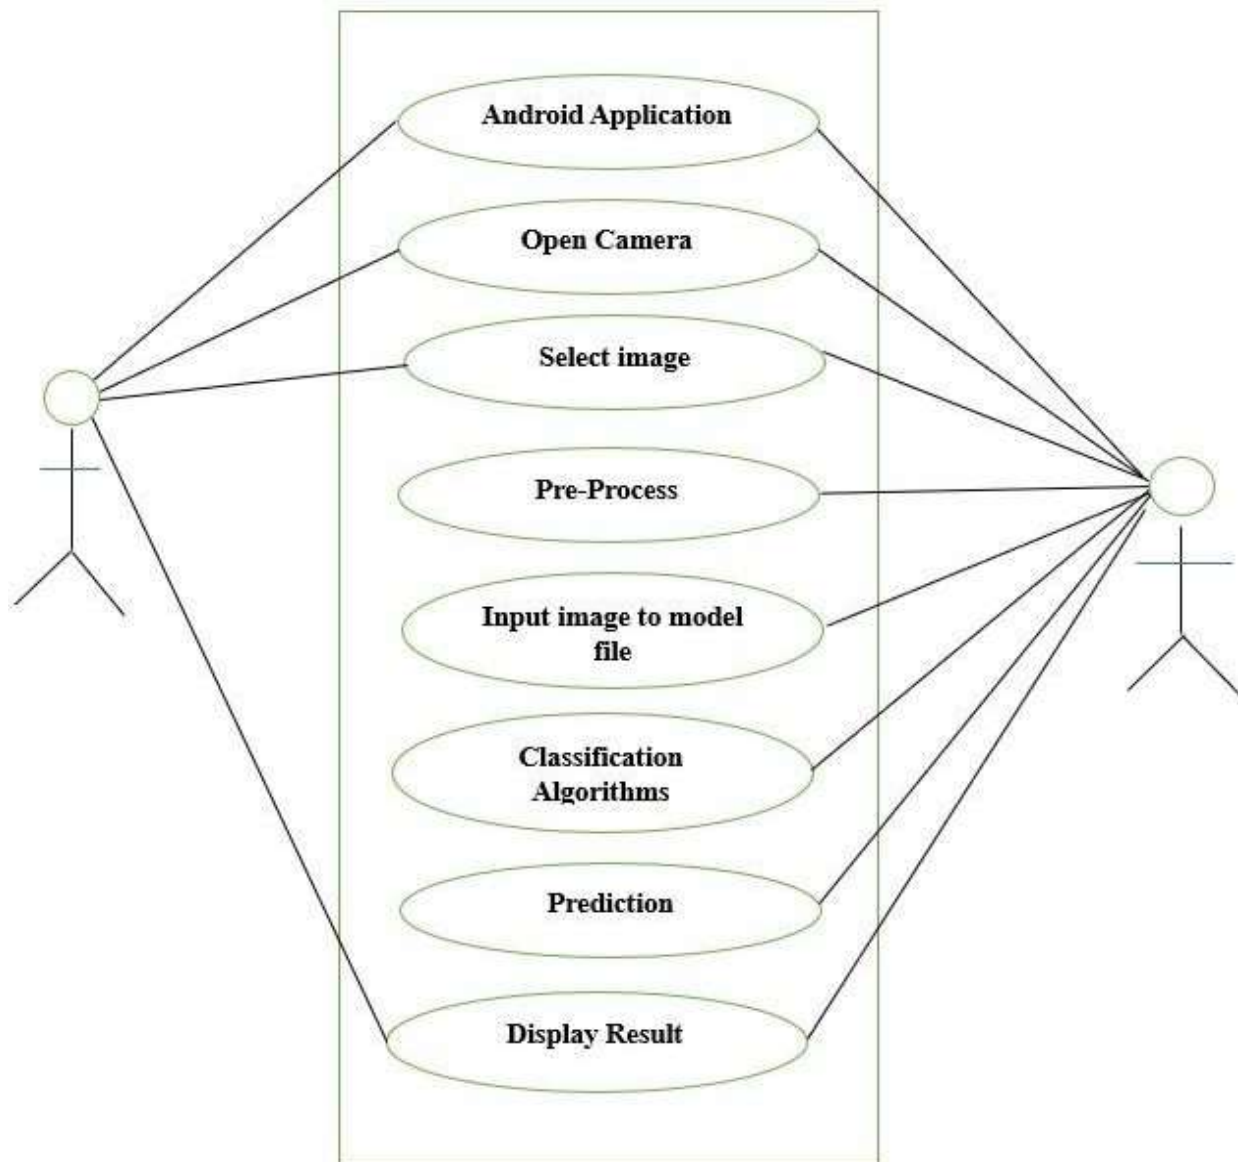 Android Application
Open Camera
Select image
Pre-Process
Input image to model
file
Classification
Algorithms
Prediction
Display Result